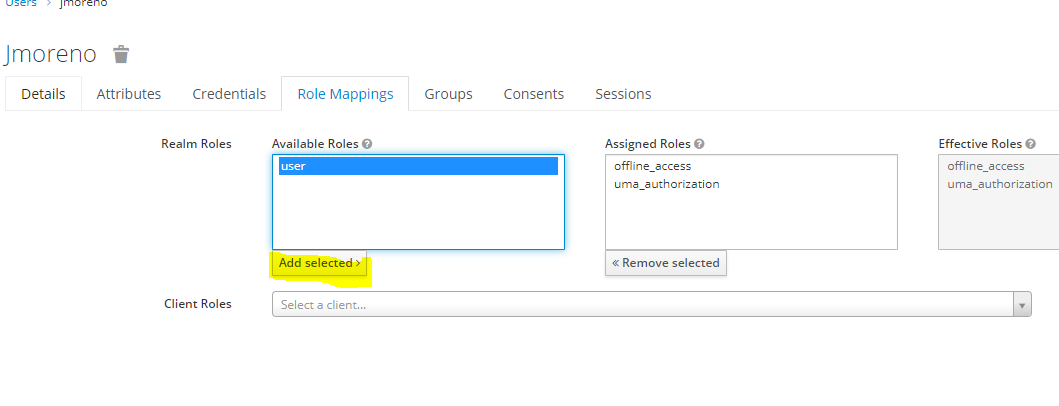 Users > jmoreno
Jmoreno
Details Attributes Credentials Role Mappings Groups Consents Sessions
Realm Roles Available Roles Assigned Roles Effective Roles
user offline_access offline_access
uma_authorization uma_authorization
Add selected › « Remove selected
Client Roles Select a client...